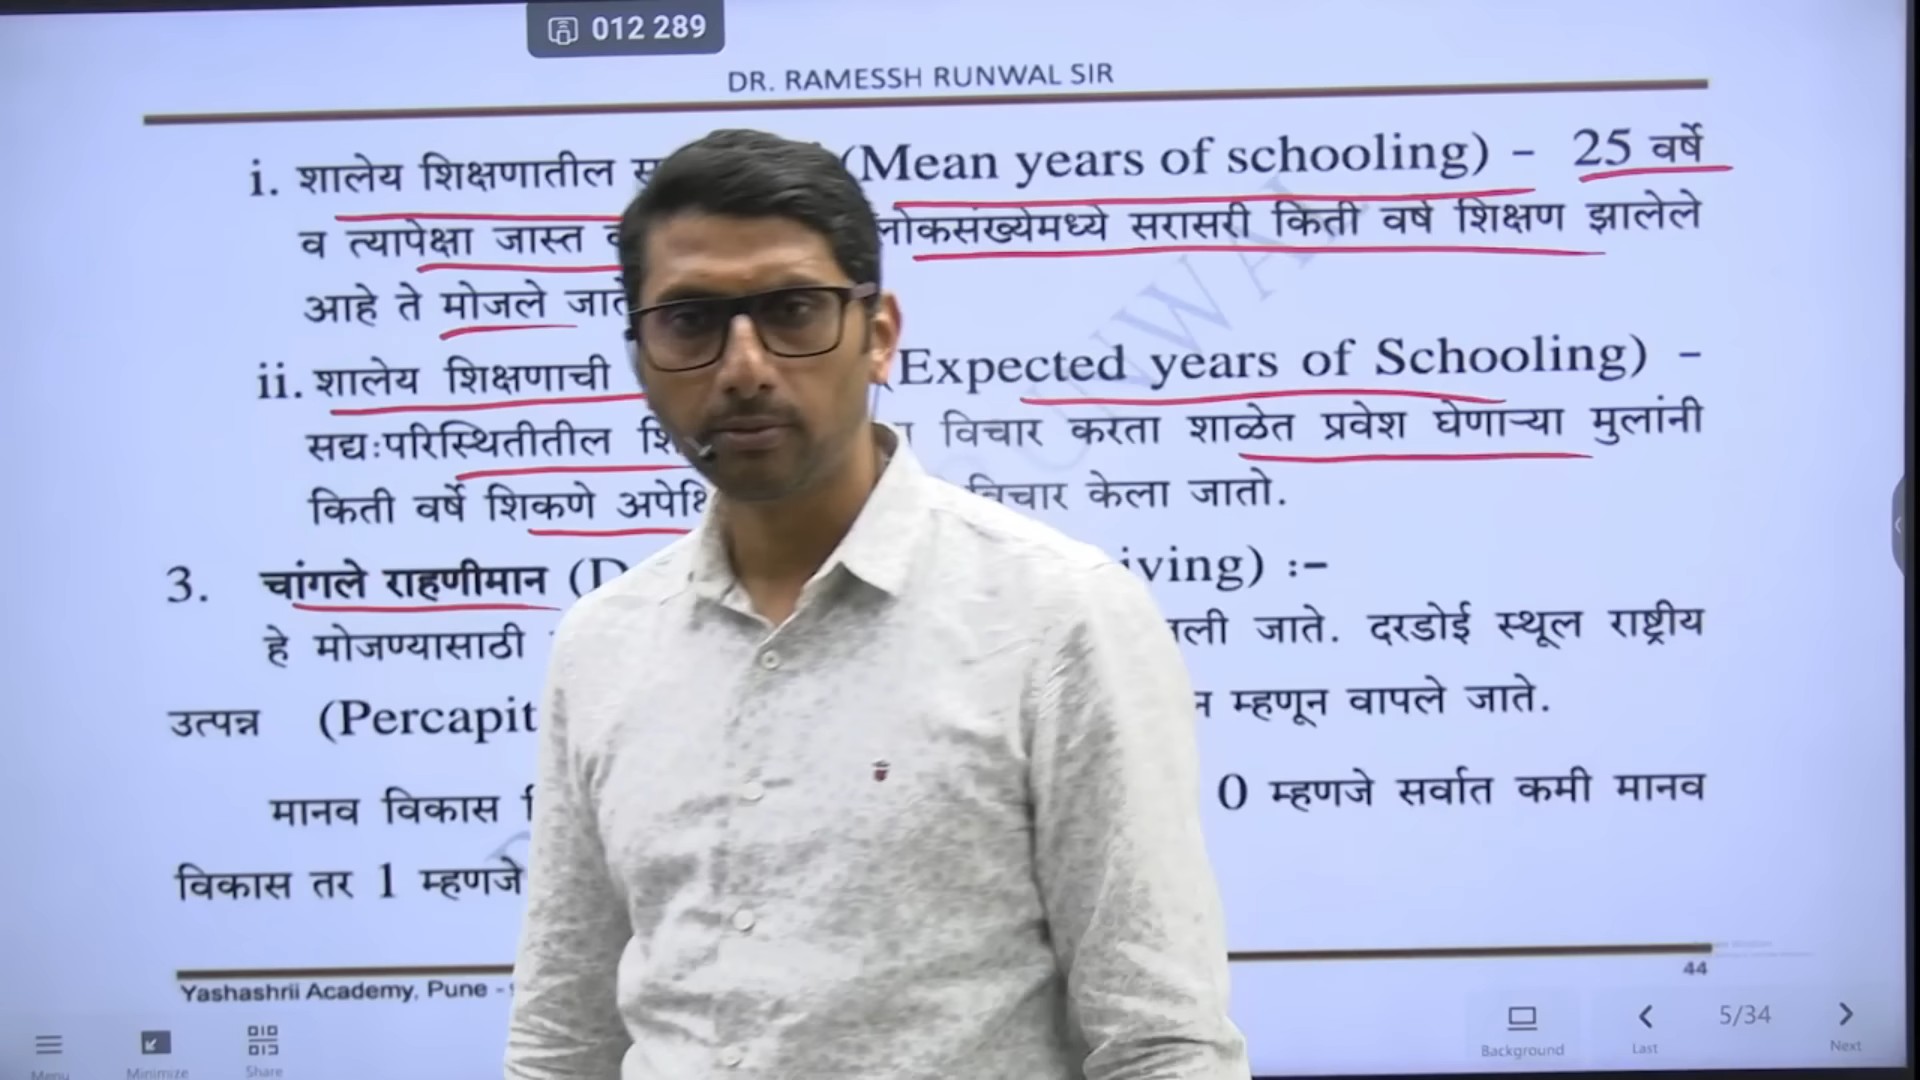 012 289
DR. RAMESSH RUNWAL SIR
i. शालेय शिक्षणातील (Mean years of schooling) - 25 वर्षे
व त्यापेक्षा जास्त लोकसंख्येमध्ये सरासरी किती वर्ष शिक्षण झालेले
आहे ते मोजले जाते
ii. शालेय शिक्षणाची (Expected years of Schooling) -
सद्यःपरिस्थितीतील विचार करता शाळेत प्रवेश घेणाऱ्या मुलांनी
किती वर्षे शिकणे विचार केला जातो.
3. चांगले राहणीमान (D iving) :-
हे मोजण्यासाठी जाते. दरडोई स्थूल राष्ट्रीय
उत्पन्न (Percapit म्हणून वापले जाते.
मानव विकास 0 म्हणजे सर्वात कमी मानव
विकास तर 1 म्हणजे
44
Yashashrii Academy, Pune -
5/34
Menu Minimize Share Background Last Next